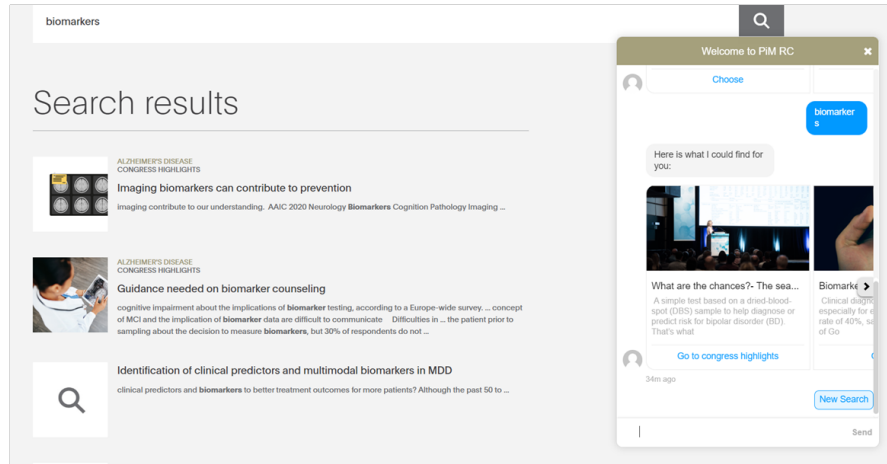 biomarkers
Search results
ALZHEIMER'S DISEASE
CONGRESS HIGHLIGHTS
Imaging biomarkers can contribute to prevention
imaging contribute to our understanding.  AAIC 2020 Neurology Biomarkers Cognition Pathology Imaging ...
ALZHEIMER'S DISEASE
CONGRESS HIGHLIGHTS
Guidance needed on biomarker counseling
cognitive impairment about the implications of biomarker testing, according to a Europe-wide survey. ... concept
of MCI and the implication of biomarker data are difficult to communicate    Difficulties in ... the patient prior to
sampling about the decision to measure biomarkers, but 30% of respondents do not ...
Identification of clinical predictors and multimodal biomarkers in MDD
clinical predictors and biomarkers to better treatment outcomes for more patients? Although the past 50 to ...
Welcome to PiM RC
Choose
biomarker
s
Here is what I could find for
you:
What are the chances?- The sea...
A simple test based on a dried-blood-
spot (DBS) sample to help diagnose or
predict risk for bipolar disorder (BD).
That's what
Go to congress highlights
Biomarke
Clinical diagn
especially for e
rate of 40%, sa
of Go
34m ago
New Search
Send